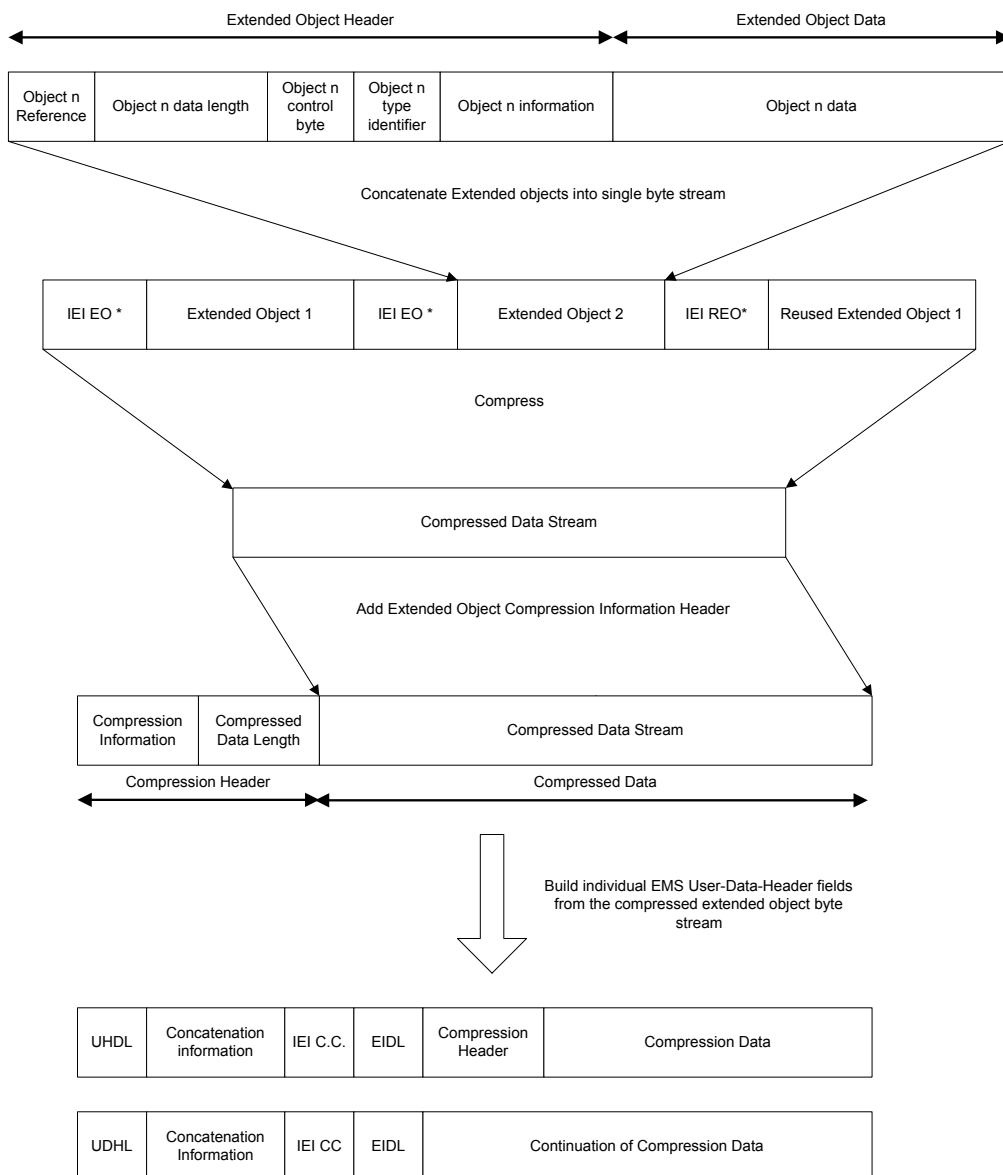 Extended Object Header
Extended Object Data
Object n
Reference
Object n data length
Object n
control
byte
Object n
type
identifier
Object n information
Object n data
Concatenate Extended objects into single byte stream
IEI EO *
Extended Object 1
IEI EO *
Extended Object 2
IEI REO*
Reused Extended Object 1
Compress
Compressed Data Stream
Add Extended Object Compression Information Header
Compression
Information
Compressed
Data Length
Compressed Data Stream
Compression Header
Compressed Data
Build individual EMS User-Data-Header fields
from the compressed extended object byte
stream
UHDL
Concatenation
information
IEI C.C.
EIDL
Compression
Header
Compression Data
UDHL
Concatenation
Information
IEI CC
EIDL
Continuation of Compression Data